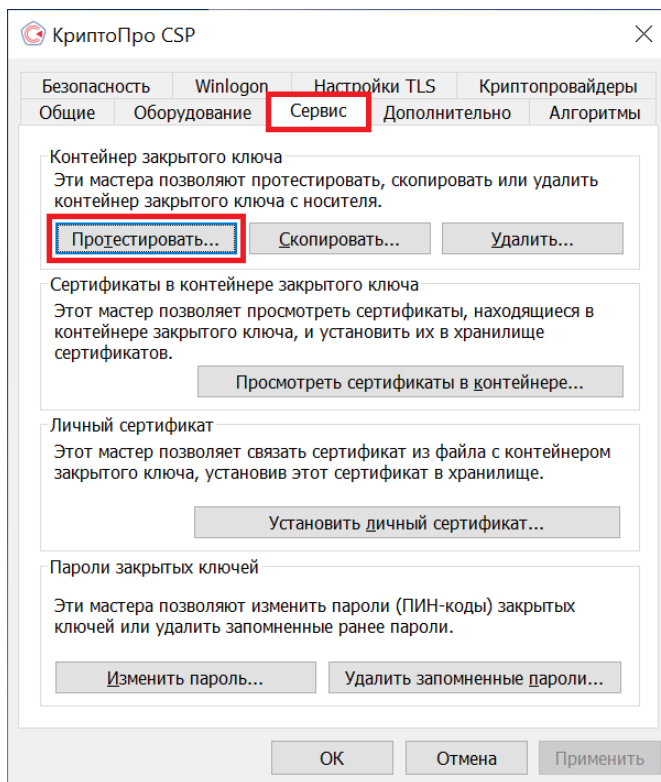 КриптоПро CSP
Безопасность Winlogon Настройки TLS Криптопровайдеры
Общие Оборудование Сервис Дополнительно Алгоритмы
Контейнер закрытого ключа
Эти мастера позволяют протестировать, скопировать или удалить
контейнер закрытого ключа с носителя.
Протестировать... Скопировать... Удалить...
Сертификаты в контейнере закрытого ключа
Этот мастер позволяет просмотреть сертификаты, находящиеся в
контейнере закрытого ключа, и установить их в хранилище
сертификатов.
Просмотреть сертификаты в контейнере...
Личный сертификат
Этот мастер позволяет связать сертификат из файла с контейнером
закрытого ключа, установив этот сертификат в хранилище.
Установить личный сертификат...
Пароли закрытых ключей
Эти мастера позволяют изменить пароли (ПИН-коды) закрытых
ключей или удалить запомненные ранее пароли.
Изменить пароль... Удалить запомненные пароли...
ОК Отмена Применить